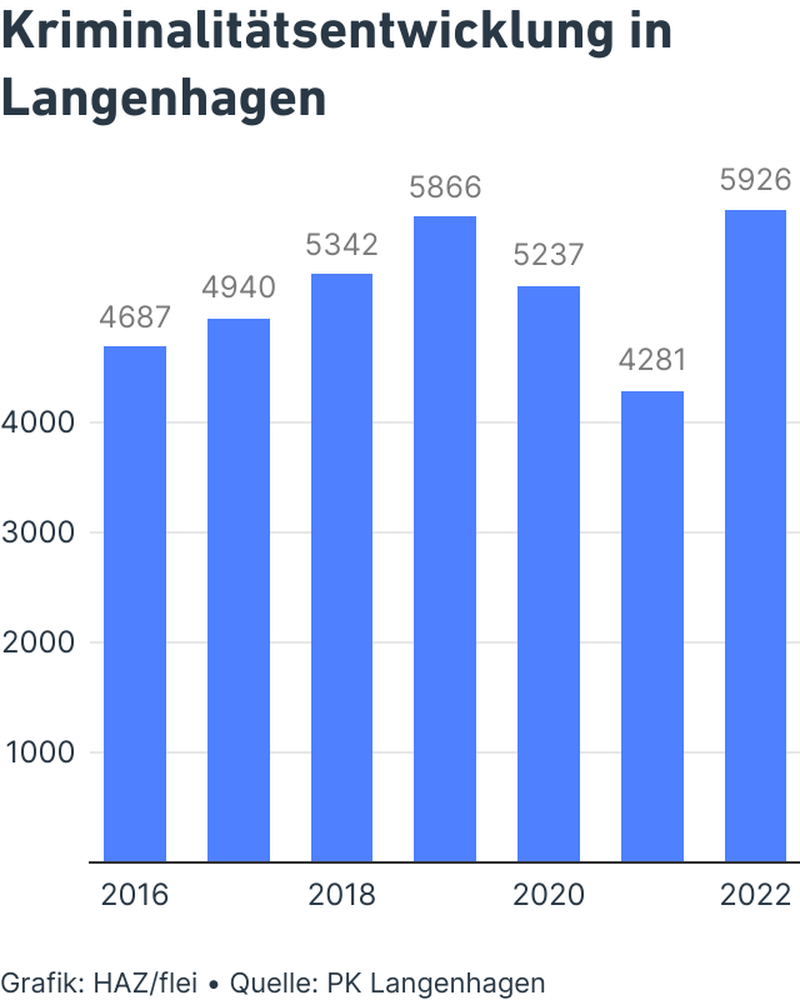 Kriminalitätsentwicklung in
Langenhagen
5926
5866
5342
5237
4940
4687
4281
4000
3000
2000
1000
2016 2018 2020 2022
Grafik: HAZ/flei • Quelle: PK Langenhagen